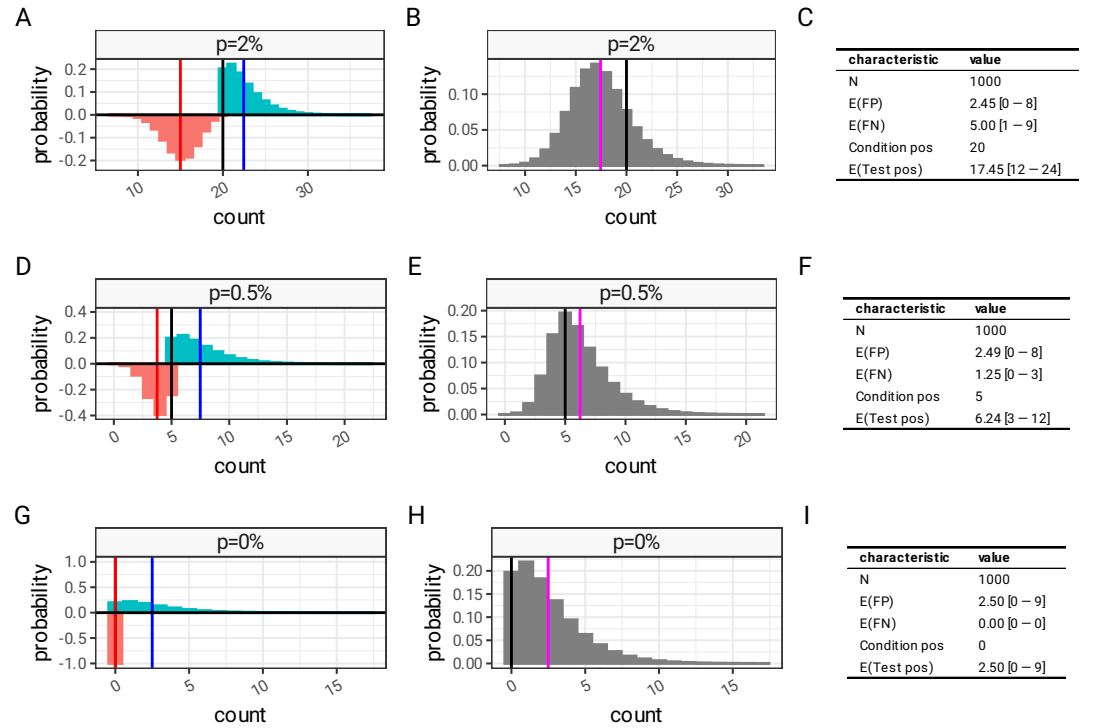 A
p=2%
probability
0.2
0.1
0.0
-0.1
-0.2
10
20
30
count
B
p=2%
probability
0.10
0.05
0.00
10
15
20
25
30
count
C
characteristic value
N 1000
E(FP) 2.45 [0 – 8]
E(FN) 5.00 [1 – 9]
Condition pos 20
E(Test pos) 17.45 [12 – 24]
D
p=0.5%
probability
0.4
0.2
0.0
-0.2
-0.4
0
5
10
15
20
count
E
p=0.5%
probability
0.20
0.15
0.10
0.05
0.00
0
5
10
15
20
count
F
characteristic value
N 1000
E(FP) 2.49 [0 – 8]
E(FN) 1.25 [0 – 3]
Condition pos 5
E(Test pos) 6.24 [3 – 12]
G
p=0%
probability
1.0
0.5
0.0
-0.5
-1.0
0
5
10
15
count
H
p=0%
probability
0.20
0.15
0.10
0.05
0.00
0
5
10
15
count
I
characteristic value
N 1000
E(FP) 2.50 [0 – 9]
E(FN) 0.00 [0 – 0]
Condition pos 0
E(Test pos) 2.50 [0 – 9]